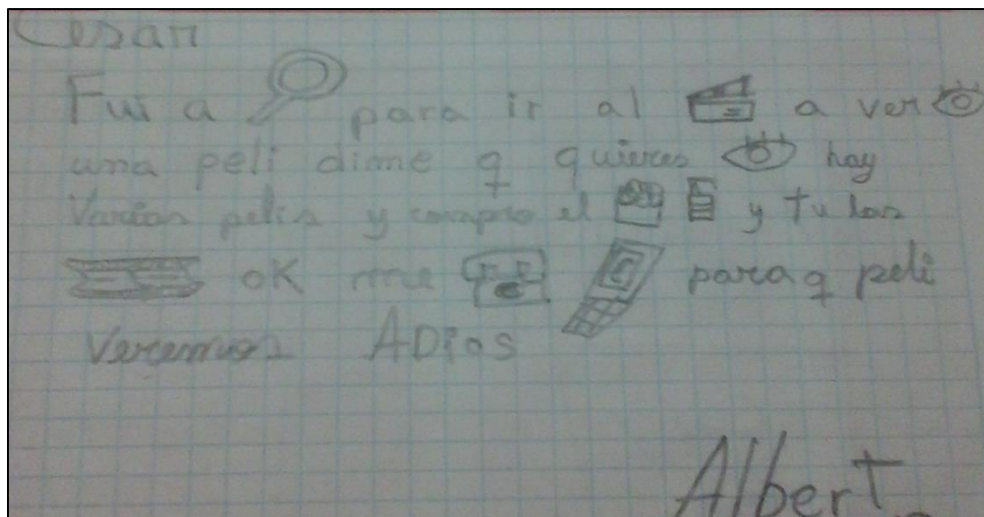 Cesar
Fui a para ir al a ver
una peli dime q quieres hay
Varias pelis y compro el y tu las
OK me para q peli
Veremos ADios
Albert